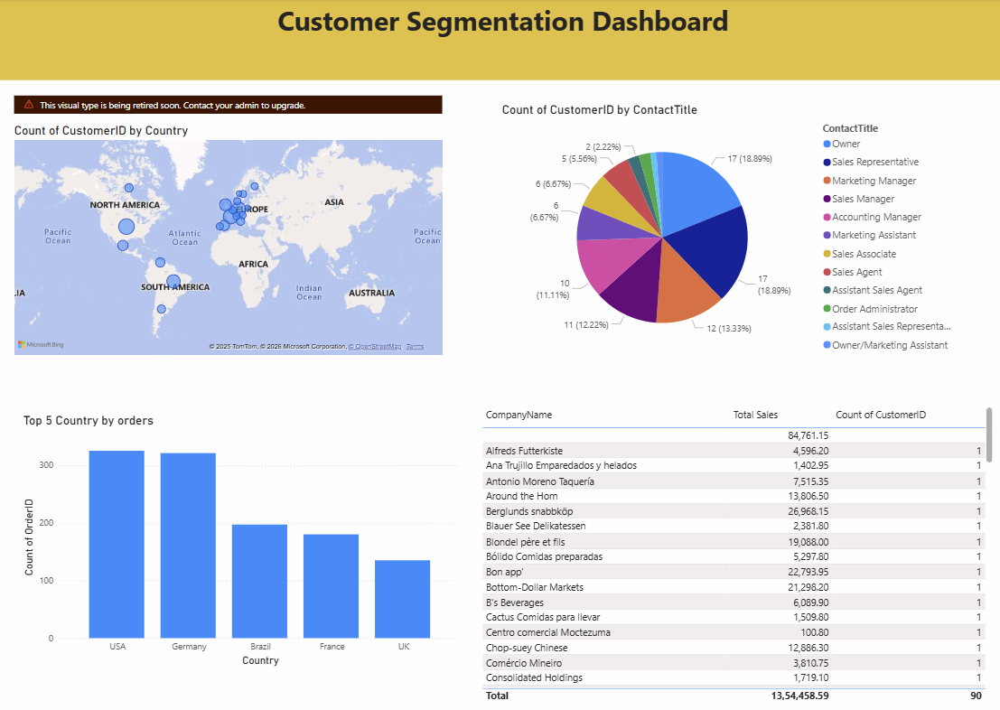 Customer Segmentation Dashboard
This visual type is being retired soon. Contact your admin to upgrade.
Count of CustomerID by Country
NORTH AMERICA
EUROPE
ASIA
Pacific
Ocean
Atlantic
Ocean
Pacific
Ocean
AFRICA
SOUTH AMERICA
Indian
Ocean
LIA
AUSTRALIA
Microsoft Bing
© 2025 TomTom, © 2026 Microsoft Corporation, © OpenStreetMap Terms
Count of CustomerID by ContactTitle
17 (18.89%)
17
(18.89%)
12 (13.33%)
11 (12.22%)
10
(11.11%)
6
(6.67%)
6 (6.67%)
5 (5.56%)
2 (2.22%)
ContactTitle
Owner
Sales Representative
Marketing Manager
Sales Manager
Accounting Manager
Marketing Assistant
Sales Associate
Sales Agent
Assistant Sales Agent
Order Administrator
Assistant Sales Representa...
Owner/Marketing Assistant
Top 5 Country by orders
Count of OrderID
300
200
100
0
USA Germany Brazil France UK
Country
CompanyName Total Sales Count of CustomerID
84,761.15
Alfreds Futterkiste 4,596.20 1
Ana Trujillo Emparedados y helados 1,402.95 1
Antonio Moreno Taquería 7,515.35 1
Around the Horn 13,806.50 1
Berglunds snabbköp 26,968.15 1
Blauer See Delikatessen 2,381.80 1
Blondel père et fils 19,088.00 1
Bólido Comidas preparadas 5,297.80 1
Bon app' 22,793.95 1
Bottom-Dollar Markets 21,298.20 1
B's Beverages 6,089.90 1
Cactus Comidas para llevar 1,509.80 1
Centro comercial Moctezuma 100.80 1
Chop-suey Chinese 12,886.30 1
Comércio Mineiro 3,810.75 1
Consolidated Holdings 1,719.10 1
Total 13,54,458.59 90